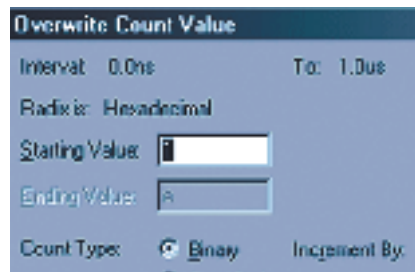 Overwrite Count Value
Interval: 0.0ns To: 1.0us
Radix is: Hexadecimal
Starting Value:
Ending Value:
Count Type: Binary Increment By: